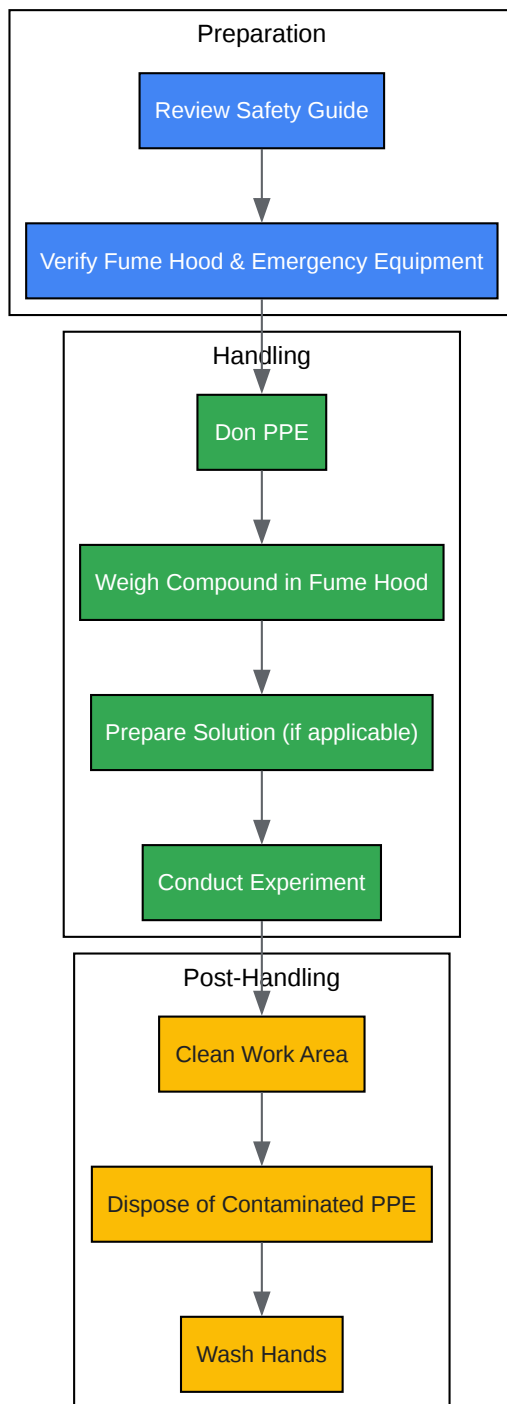 Preparation
Review Safety Guide
Verify Fume Hood & Emergency Equipment
Handling
Don PPE
Weigh Compound in Fume Hood
Prepare Solution (if applicable)
Conduct Experiment
Post-Handling
Clean Work Area
Dispose of Contaminated PPE
Wash Hands